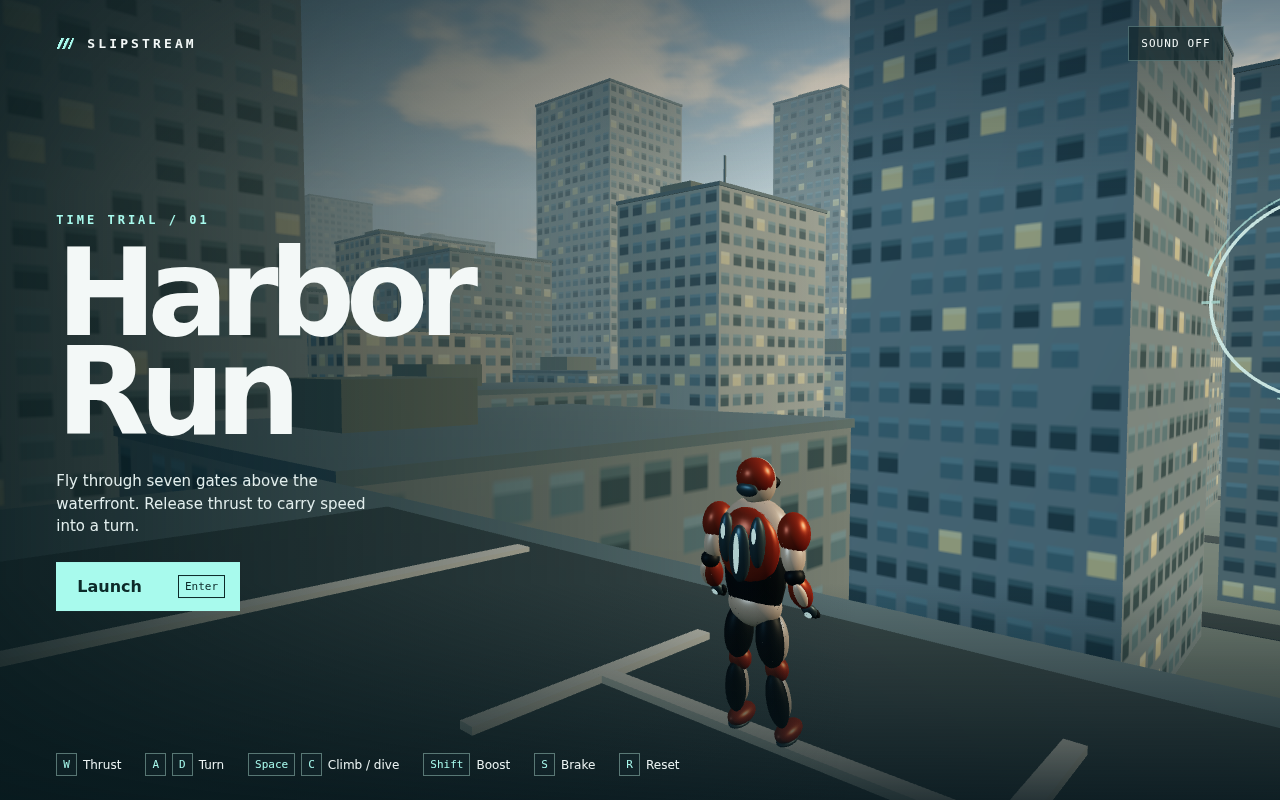 SLIPSTREAM
SOUND OFF
TIME TRIAL / 01
Harbor
Run
Fly through seven gates above the
waterfront. Release thrust to carry speed
into a turn.
Launch Enter
W Thrust A D Turn Space C Climb / dive Shift Boost S Brake R Reset